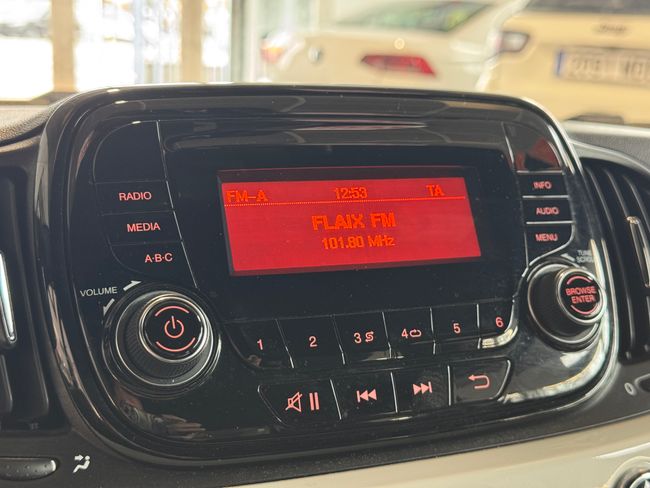 FM-A 12:53 TA
FLAIX FM
101.80 MHz
RADIO
MEDIA
A·B·C
INFO
AUDIO
MENU
VOLUME
TUNE
SCROLL
BROWSE
ENTER
1 2 3 4 5 6
Jeep